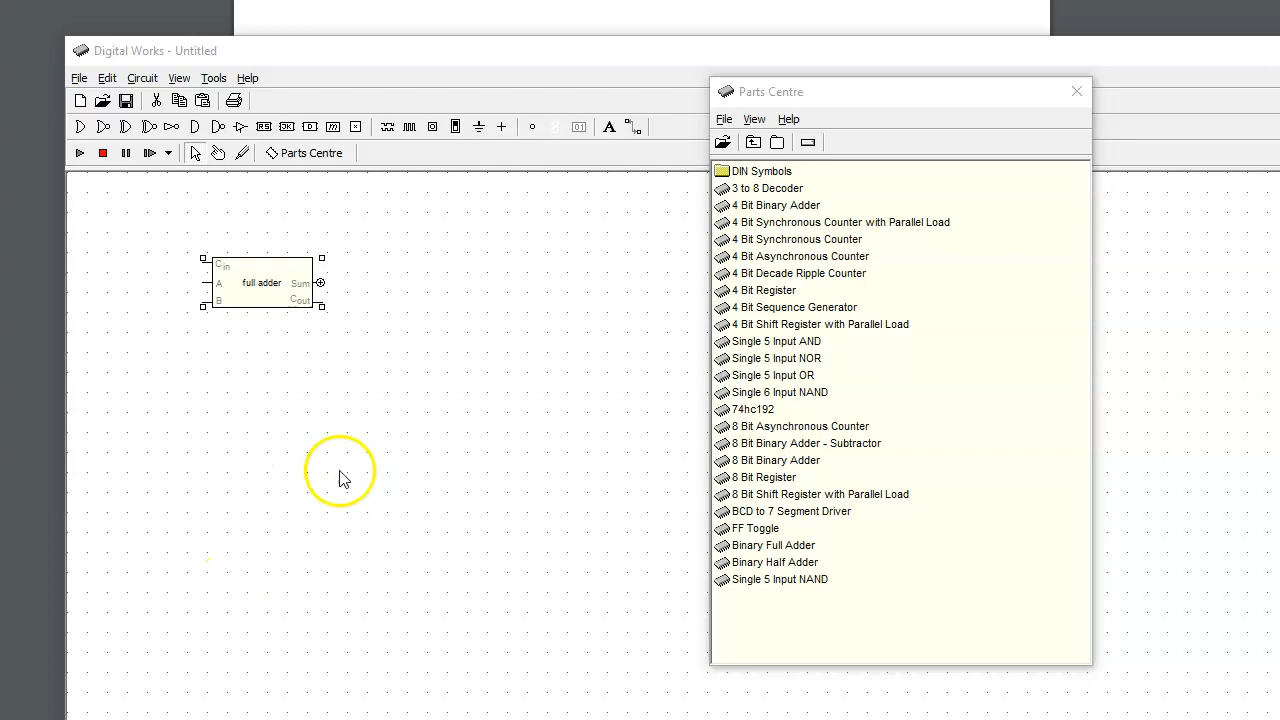 Digital Works - Untitled
File Edit Circuit View Tools Help
Parts Centre
Parts Centre
File View Help
DIN Symbols
3 to 8 Decoder
4 Bit Binary Adder
4 Bit Synchronous Counter with Parallel Load
4 Bit Synchronous Counter
4 Bit Asynchronous Counter
4 Bit Decade Ripple Counter
4 Bit Register
4 Bit Sequence Generator
4 Bit Shift Register with Parallel Load
Single 5 Input AND
Single 5 Input NOR
Single 5 Input OR
Single 6 Input NAND
74hc192
8 Bit Asynchronous Counter
8 Bit Binary Adder - Subtractor
8 Bit Binary Adder
8 Bit Register
8 Bit Shift Register with Parallel Load
BCD to 7 Segment Driver
FF Toggle
Binary Full Adder
Binary Half Adder
Single 5 Input NAND
Cin
A full adder Sum
B Cout